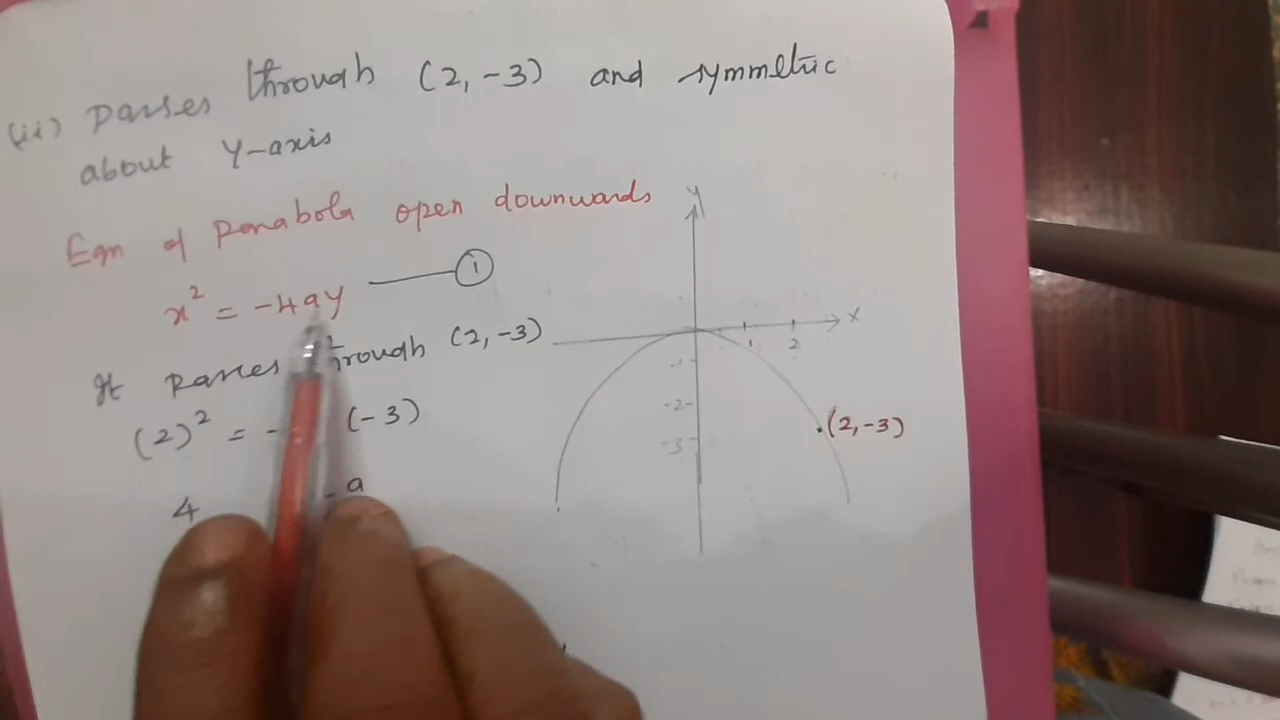 (ii) Passes through (2, -3) and symmetric
about Y-axis
Eqn of Parabola open downwards
x² = -4ay —— ①
It Passes through (2, -3)
(2)² = - (-3)
4 a
Y
X
1 2
-1
-2
-3
(2, -3)